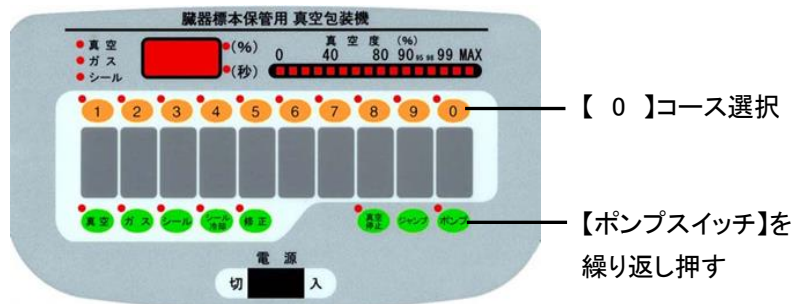 臓器標本保管用 真空包装機
真空
ガス
シール
(%)
(秒)
真空度 (%)
0 40 80 90 95 98 99 MAX
1 2 3 4 5 6 7 8 9 0
【 0 】コース選択
真空 ガス シール シール冷却 修正 真空停止 ジャンプ ポンプ
【ポンプスイッチ】を
繰り返し押す
電源
切 入